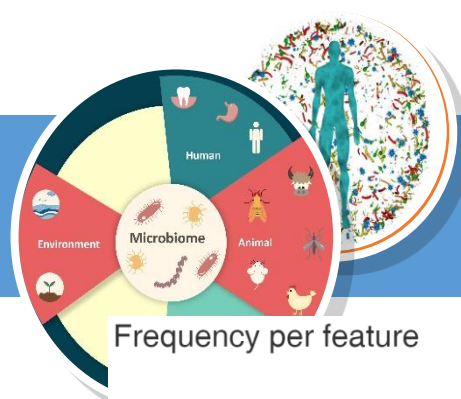 Human
Environment
Microbiome
Animal
Frequency per feature